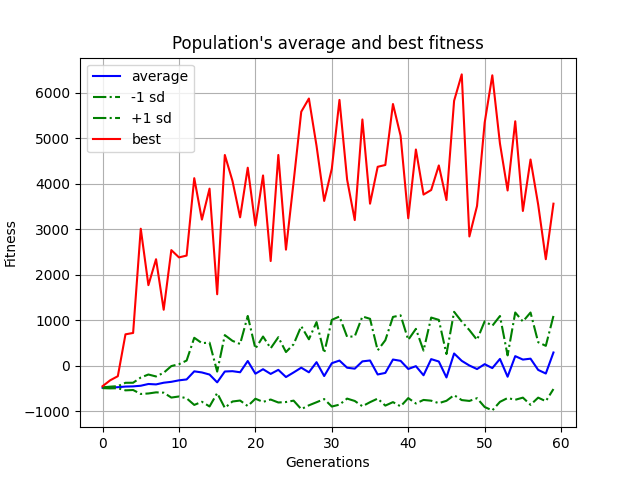 Population's average and best fitness
average
-1 sd
+1 sd
best
Fitness
6000
5000
4000
3000
2000
1000
0
−1000
0 10 20 30 40 50 60
Generations